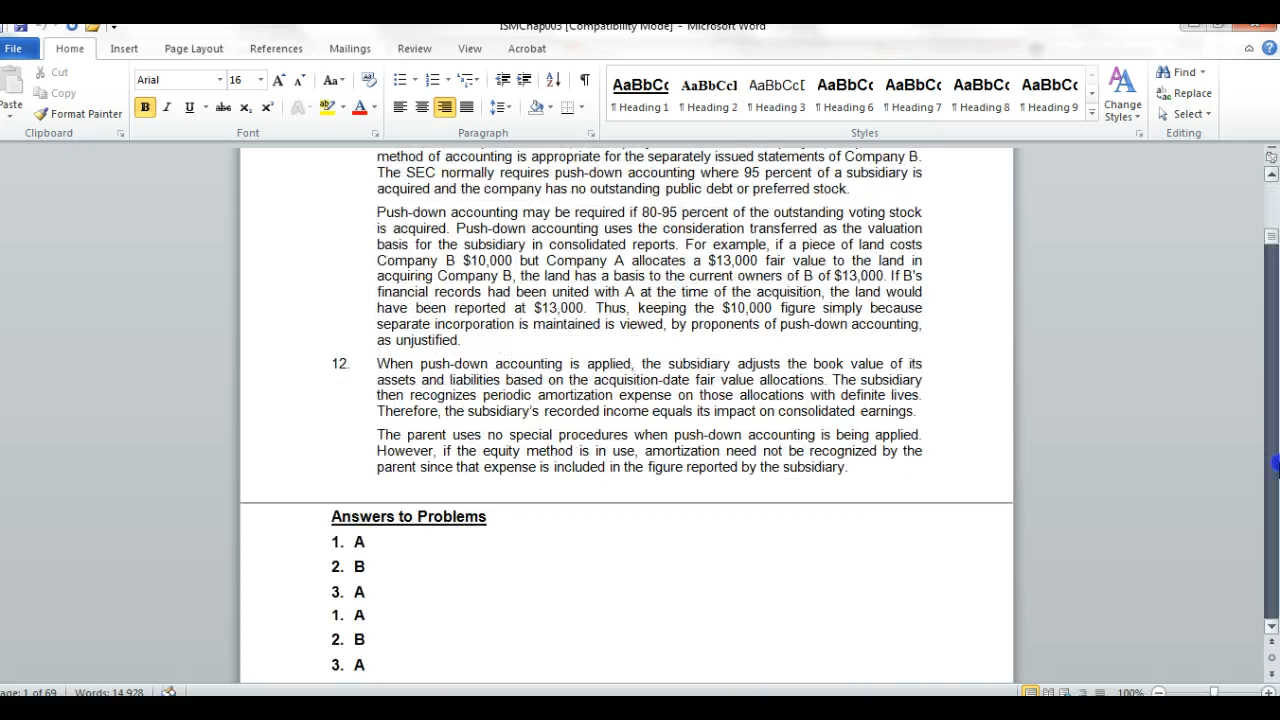 ISMChap003 [Compatibility Mode] - Microsoft Word
File Home Insert Page Layout References Mailings Review View Acrobat
Paste
Cut
Copy
Format Painter
Clipboard
Arial 16
Font
Paragraph
AaBbCc AaBbCcI AaBbCcD AaBbCc AaBbCc AaBbCc AaBbCc
¶ Heading 1 ¶ Heading 2 ¶ Heading 3 ¶ Heading 6 ¶ Heading 7 ¶ Heading 8 ¶ Heading 9
Change Styles
Styles
Find
Replace
Select
Editing
method of accounting is appropriate for the separately issued statements of Company B.
The SEC normally requires push-down accounting where 95 percent of a subsidiary is
acquired and the company has no outstanding public debt or preferred stock.
Push-down accounting may be required if 80-95 percent of the outstanding voting stock
is acquired. Push-down accounting uses the consideration transferred as the valuation
basis for the subsidiary in consolidated reports. For example, if a piece of land costs
Company B $10,000 but Company A allocates a $13,000 fair value to the land in
acquiring Company B, the land has a basis to the current owners of B of $13,000. If B's
financial records had been united with A at the time of the acquisition, the land would
have been reported at $13,000. Thus, keeping the $10,000 figure simply because
separate incorporation is maintained is viewed, by proponents of push-down accounting,
as unjustified.
12. When push-down accounting is applied, the subsidiary adjusts the book value of its
assets and liabilities based on the acquisition-date fair value allocations. The subsidiary
then recognizes periodic amortization expense on those allocations with definite lives.
Therefore, the subsidiary's recorded income equals its impact on consolidated earnings.
The parent uses no special procedures when push-down accounting is being applied.
However, if the equity method is in use, amortization need not be recognized by the
parent since that expense is included in the figure reported by the subsidiary.
Answers to Problems
1. A
2. B
3. A
1. A
2. B
3. A
Page: 1 of 69 Words: 14,928 100%